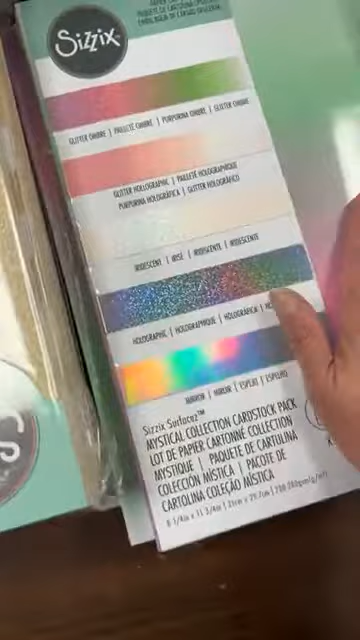 Sizzix
GLITTER OMBRE | PAILLETÉ OMBRÉ | PURPURINA OMBRE | GLITTER OMBRE
GLITTER HOLOGRAPHIC | PAILLETÉ HOLOGRAPHIQUE
PURPURINA HOLOGRÁFICA | GLITTER HOLOGRÁFICO
IRIDESCENT | IRISÉ | IRIDISCENTE | IRIDESCENTE
HOLOGRAPHIC | HOLOGRAPHIQUE | HOLOGRÁFICA |
MIRROR | MIROIR | ESPEJO | ESPELHO
Sizzix Surfacez™
MYSTICAL COLLECTION CARDSTOCK PACK
LOT DE PAPIER CARTONNÉ COLLECTION
MYSTIQUE | PAQUETE DE CARTULINA
COLECCIÓN MÍSTICA | PACOTE DE
CARTOLINA COLEÇÃO MÍSTICA
8 1/4in x 11 3/4in | 21cm x 29.7cm |
S